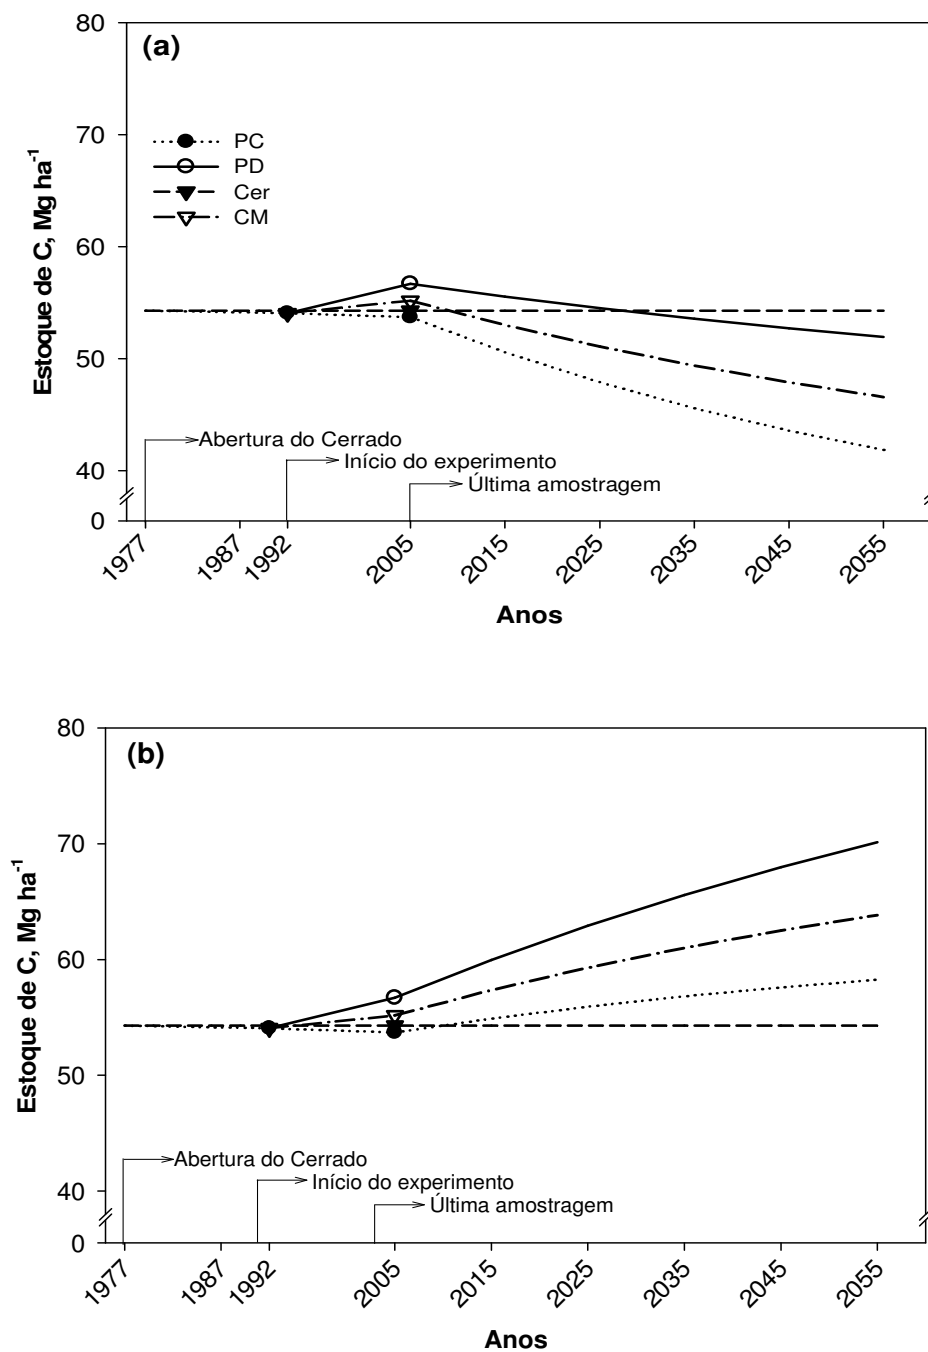 80
(a)
70
PC
PD
Cer
CM
60
50
40
0
Estoque de C, Mg ha⁻¹
Abertura do Cerrado
Início do experimento
Última amostragem
1977
1987
1992
2005
2015
2025
2035
2045
2055
Anos
80
(b)
70
60
50
40
0
Estoque de C, Mg ha⁻¹
Abertura do Cerrado
Início do experimento
Última amostragem
1977
1987
1992
2005
2015
2025
2035
2045
2055
Anos